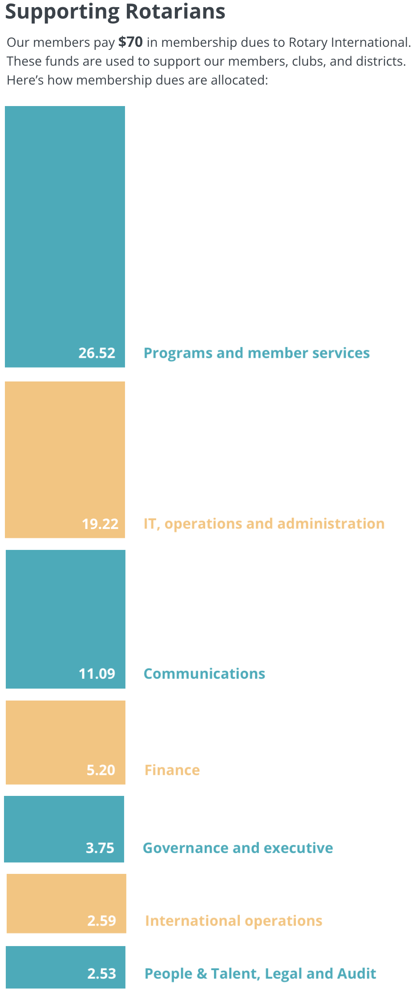 Supporting Rotarians
Our members pay $70 in membership dues to Rotary International.
These funds are used to support our members, clubs, and districts.
Here’s how membership dues are allocated:
26.52 Programs and member services
19.22 IT, operations and administration
11.09 Communications
5.20 Finance
3.75 Governance and executive
2.59 International operations
2.53 People & Talent, Legal and Audit